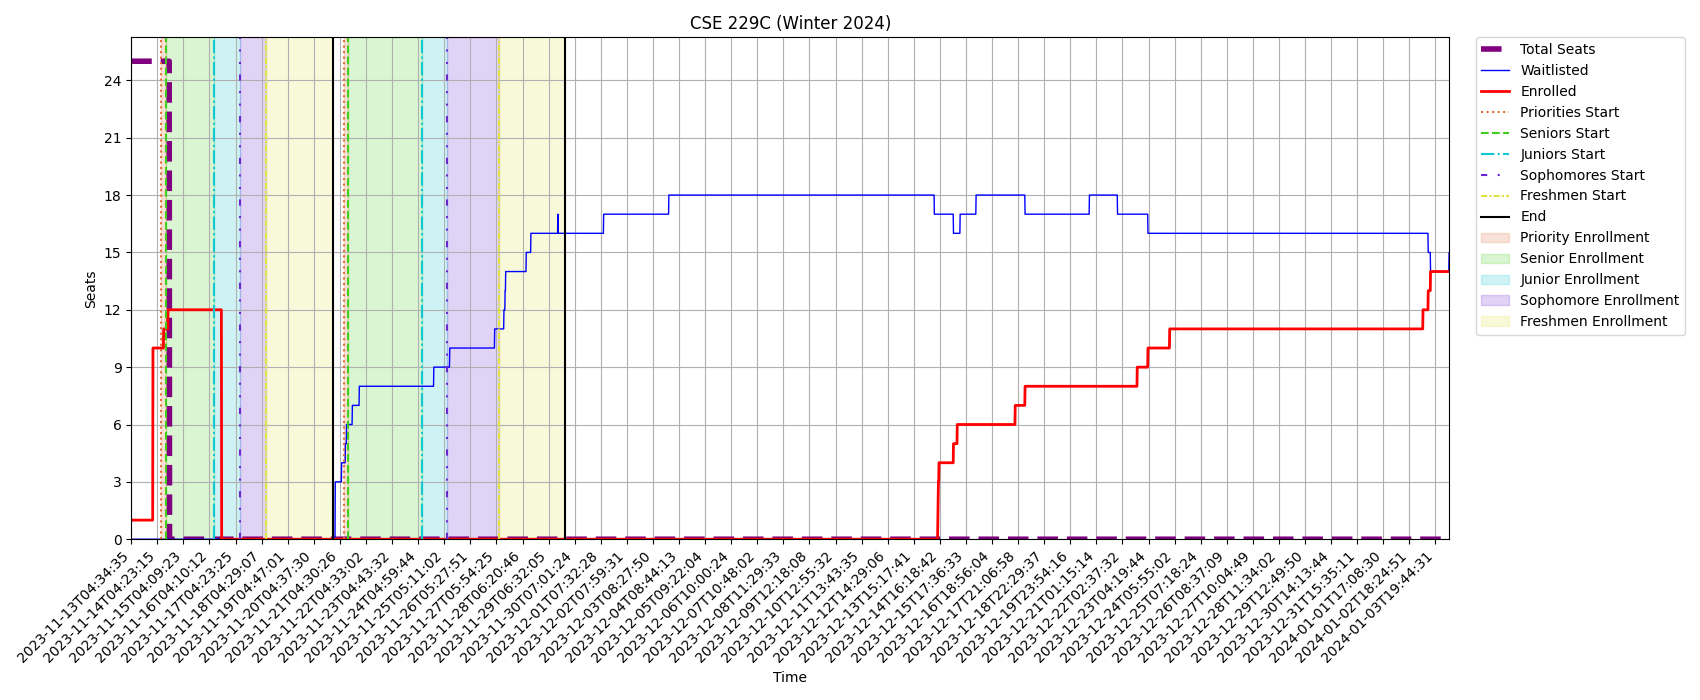 CSE 229C (Winter 2024)
Seats
24
21
18
15
12
9
6
3
0
2023-11-13T04:34:35
2023-11-14T04:23:15
2023-11-15T04:09:23
2023-11-16T04:10:12
2023-11-17T04:23:25
2023-11-18T04:29:07
2023-11-19T04:47:01
2023-11-20T04:37:30
2023-11-21T04:30:26
2023-11-22T04:33:02
2023-11-23T04:43:32
2023-11-24T04:59:44
2023-11-25T05:11:02
2023-11-26T05:27:51
2023-11-27T05:54:25
2023-11-28T06:20:46
2023-11-29T06:32:05
2023-11-30T07:01:24
2023-12-01T07:32:28
2023-12-02T07:59:31
2023-12-03T08:27:50
2023-12-04T08:44:13
2023-12-05T09:22:04
2023-12-06T10:00:24
2023-12-07T10:48:02
2023-12-08T11:29:33
2023-12-09T12:18:08
2023-12-10T12:55:32
2023-12-11T13:43:35
2023-12-12T14:29:06
2023-12-13T15:17:41
2023-12-14T16:18:42
2023-12-15T17:36:33
2023-12-16T18:56:04
2023-12-17T21:06:58
2023-12-18T22:29:37
2023-12-19T23:54:16
2023-12-21T01:15:14
2023-12-22T02:37:32
2023-12-23T04:19:44
2023-12-24T05:55:02
2023-12-25T07:18:24
2023-12-26T08:37:09
2023-12-27T10:04:49
2023-12-28T11:34:02
2023-12-29T12:49:50
2023-12-30T14:13:44
2023-12-31T15:35:11
2024-01-01T17:08:30
2024-01-02T18:24:51
2024-01-03T19:44:31
Time
Total Seats
Waitlisted
Enrolled
Priorities Start
Seniors Start
Juniors Start
Sophomores Start
Freshmen Start
End
Priority Enrollment
Senior Enrollment
Junior Enrollment
Sophomore Enrollment
Freshmen Enrollment